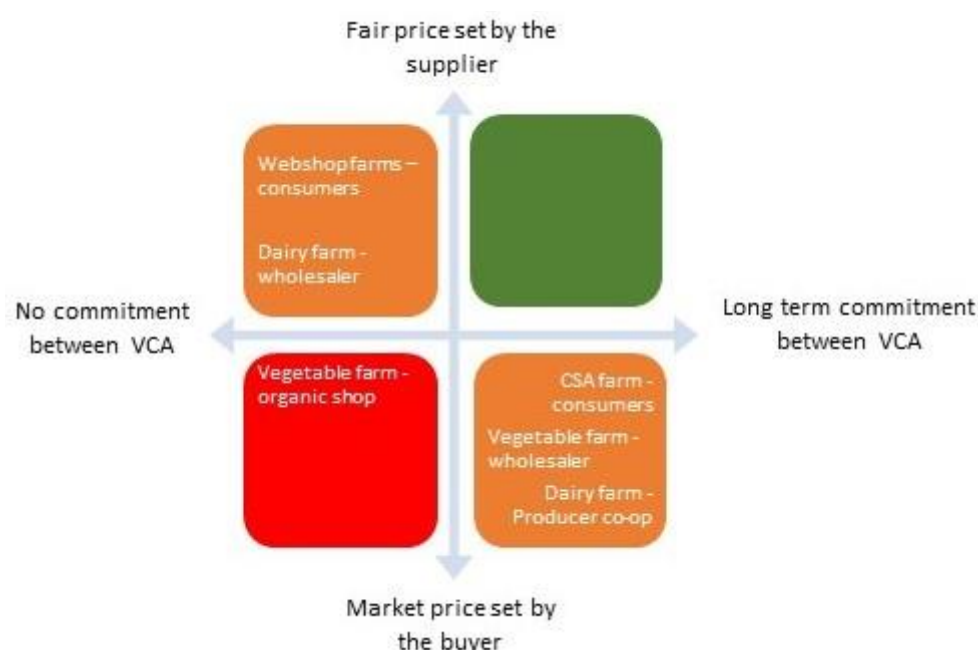 Fair price set by the
supplier
Webshop farms –
consumers
Dairy farm -
wholesaler
No commitment
between VCA
Long term commitment
between VCA
Vegetable farm -
organic shop
CSA farm -
consumers
Vegetable farm -
wholesaler
Dairy farm -
Producer co-op
Market price set by
the buyer